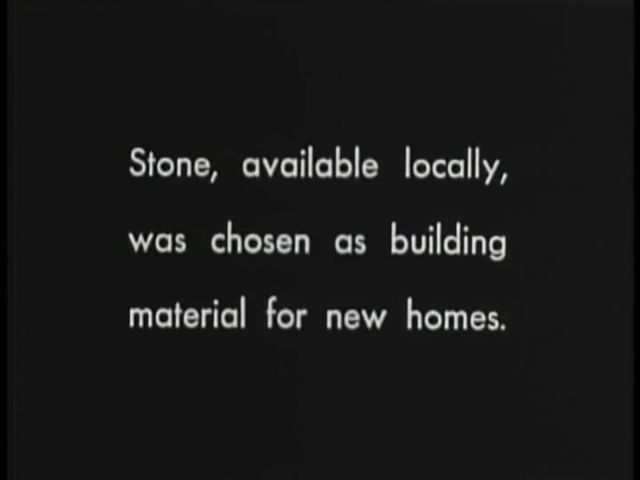 Stone, available locally,
was chosen as building
material for new homes.